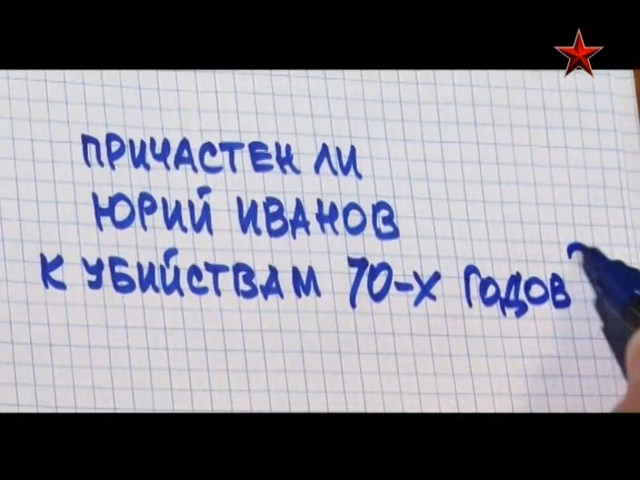 ПРИЧАСТЕН ЛИ
ЮРИЙ ИВАНОВ
К УБИЙСТВАМ 70-Х ГОДОВ